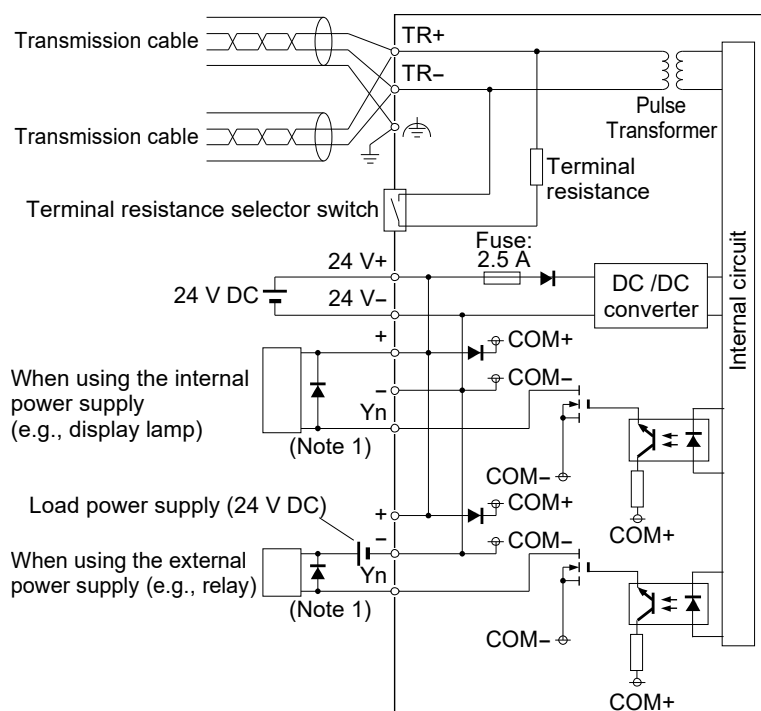 Transmission cable
TR+
TR−
Pulse
Transformer
Transmission cable
Terminal
resistance
Terminal resistance selector switch
Fuse:
2.5 A
24 V+
24 V DC
24 V−
DC /DC
converter
Internal circuit
+
COM+
When using the internal
power supply
(e.g., display lamp)
−
COM−
Yn
(Note 1)
COM−
COM+
Load power supply (24 V DC)
+
COM+
−
COM−
When using the external
power supply (e.g., relay)
Yn
(Note 1)
COM−
COM+